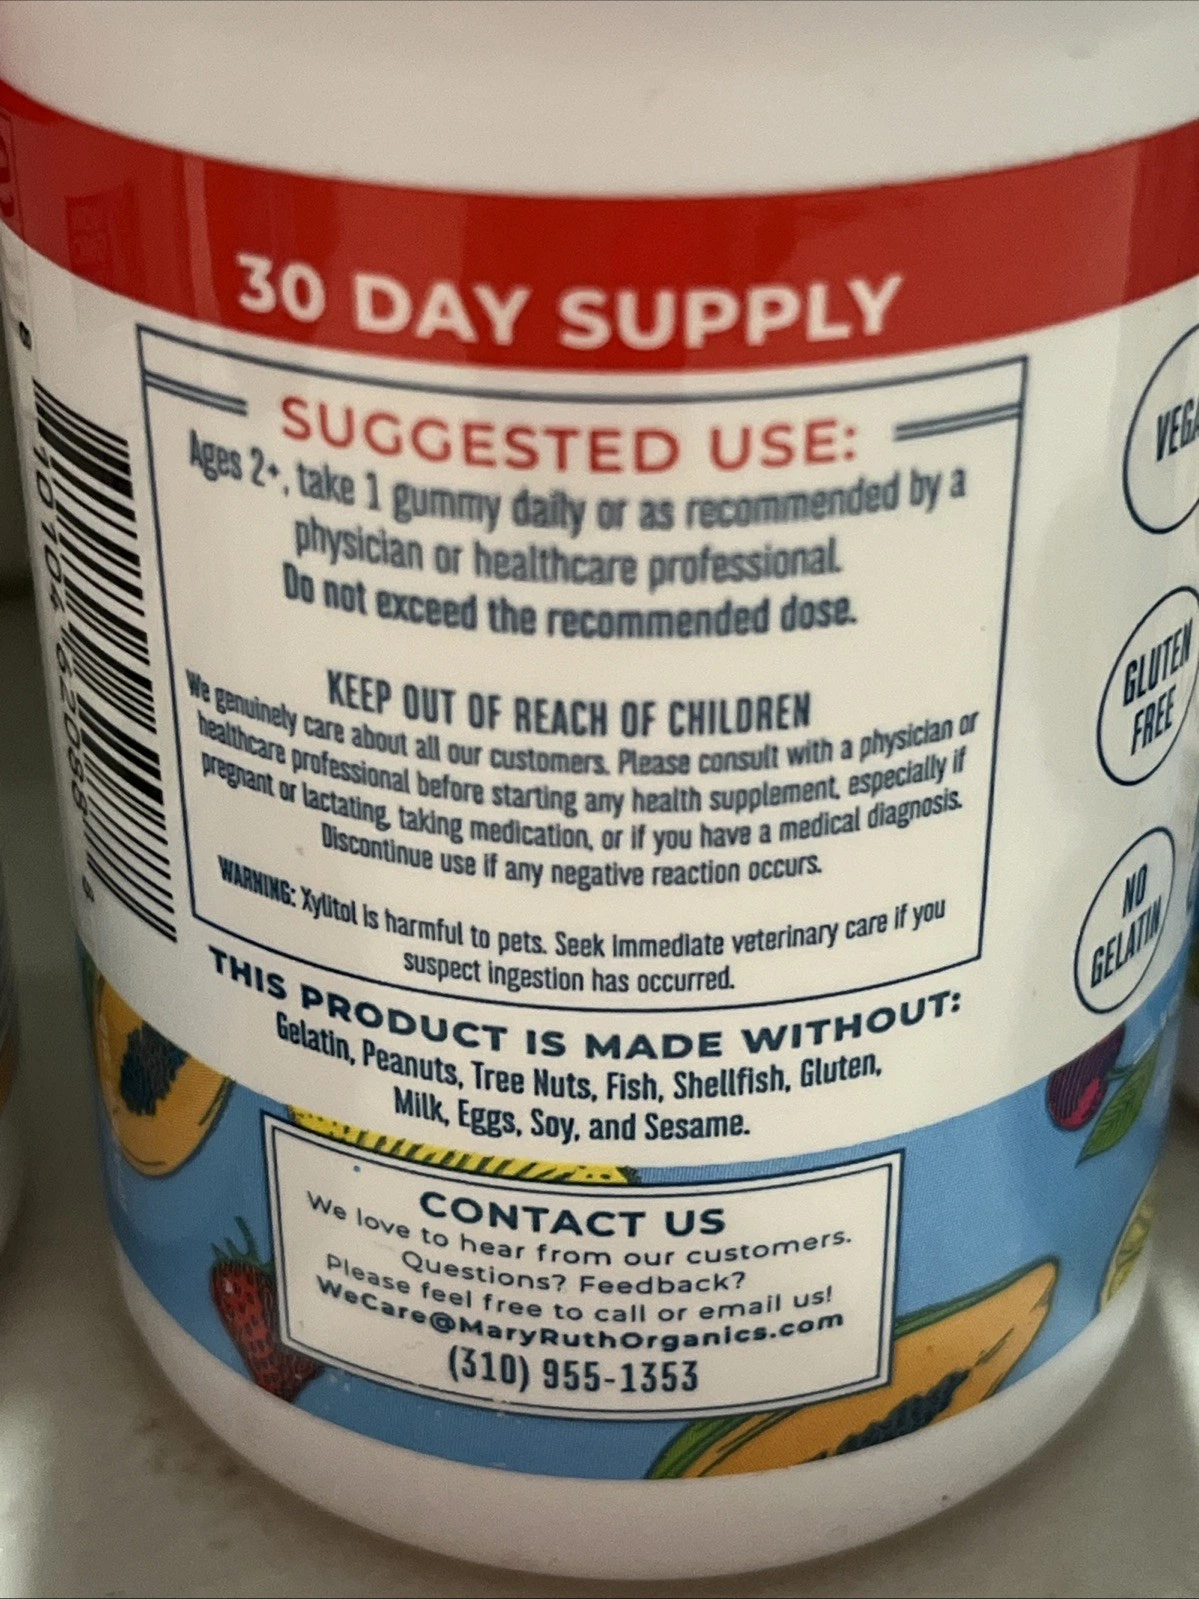 30 DAY SUPPLY
SUGGESTED USE:
Ages 2+, take 1 gummy daily or as recommended by a
physician or healthcare professional.
Do not exceed the recommended dose.
KEEP OUT OF REACH OF CHILDREN
We genuinely care about all our customers. Please consult with a physician or
healthcare professional before starting any health supplement, especially if
pregnant or lactating, taking medication, or if you have a medical diagnosis.
Discontinue use if any negative reaction occurs.
WARNING: Xylitol is harmful to pets. Seek immediate veterinary care if you
suspect ingestion has occurred.
THIS PRODUCT IS MADE WITHOUT:
Gelatin, Peanuts, Tree Nuts, Fish, Shellfish, Gluten,
Milk, Eggs, Soy, and Sesame.
CONTACT US
We love to hear from our customers.
Questions? Feedback?
Please feel free to call or email us!
WeCare@MaryRuthOrganics.com
(310) 955-1353
GLUTEN
FREE
NO
GELATIN